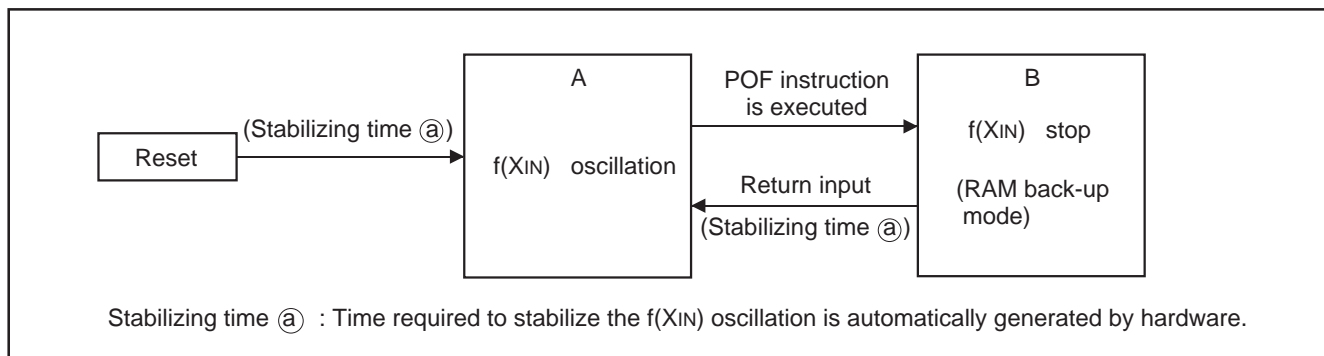 Reset
(Stabilizing time ⓐ)
A
f(XIN) oscillation
POF instruction
is executed
Return input
(Stabilizing time ⓐ)
B
f(XIN) stop
(RAM back-up
mode)
Stabilizing time ⓐ : Time required to stabilize the f(XIN) oscillation is automatically generated by hardware.